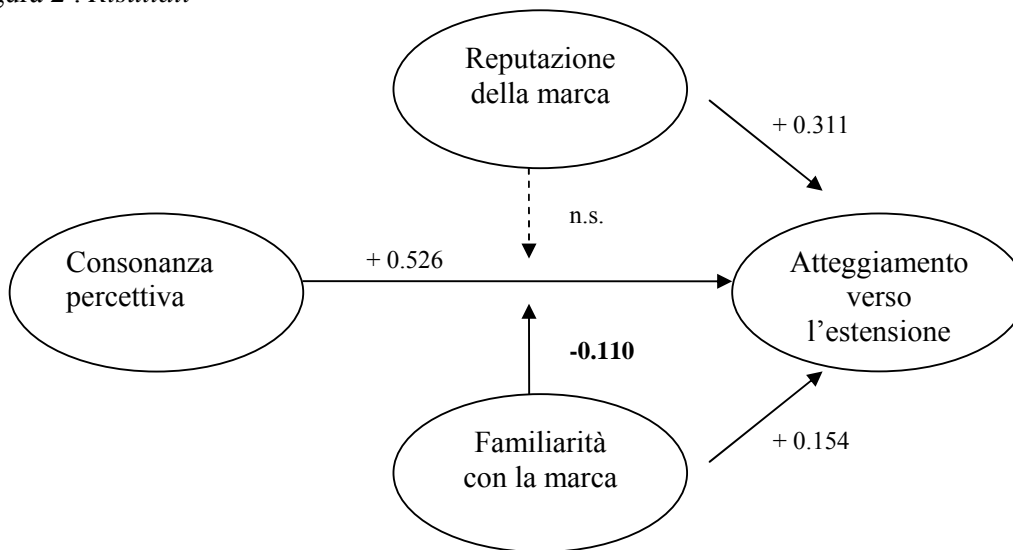 gura 2 : Risultati
Reputazione
della marca
+ 0.311
n.s.
Consonanza
percettiva
+ 0.526
Atteggiamento
verso
l’estensione
-0.110
Familiarità
con la marca
+ 0.154